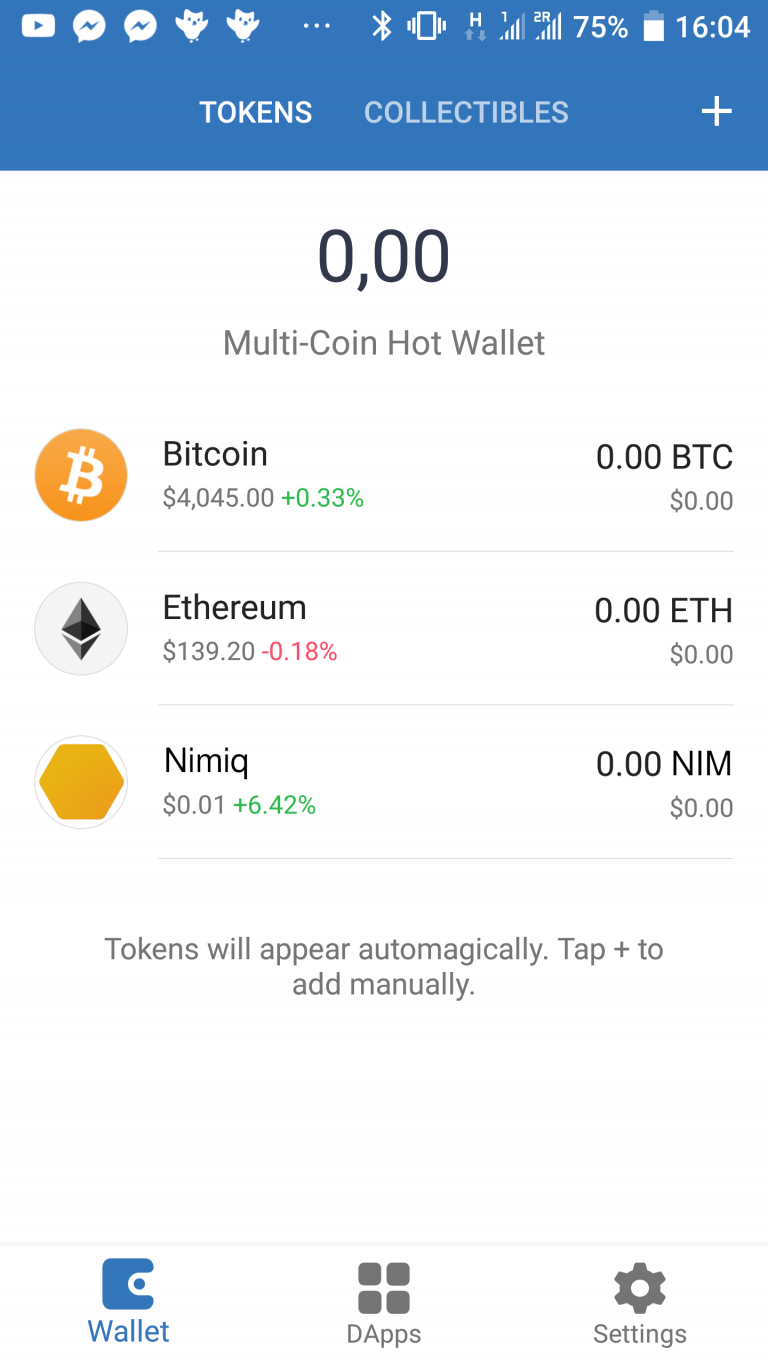 H 1 2R 75% 16:04
TOKENS COLLECTIBLES +
0,00
Multi-Coin Hot Wallet
Bitcoin 0.00 BTC
$4,045.00 +0.33% $0.00
Ethereum 0.00 ETH
$139.20 -0.18% $0.00
Nimiq 0.00 NIM
$0.01 +6.42% $0.00
Tokens will appear automagically. Tap + to
add manually.
Wallet DApps Settings